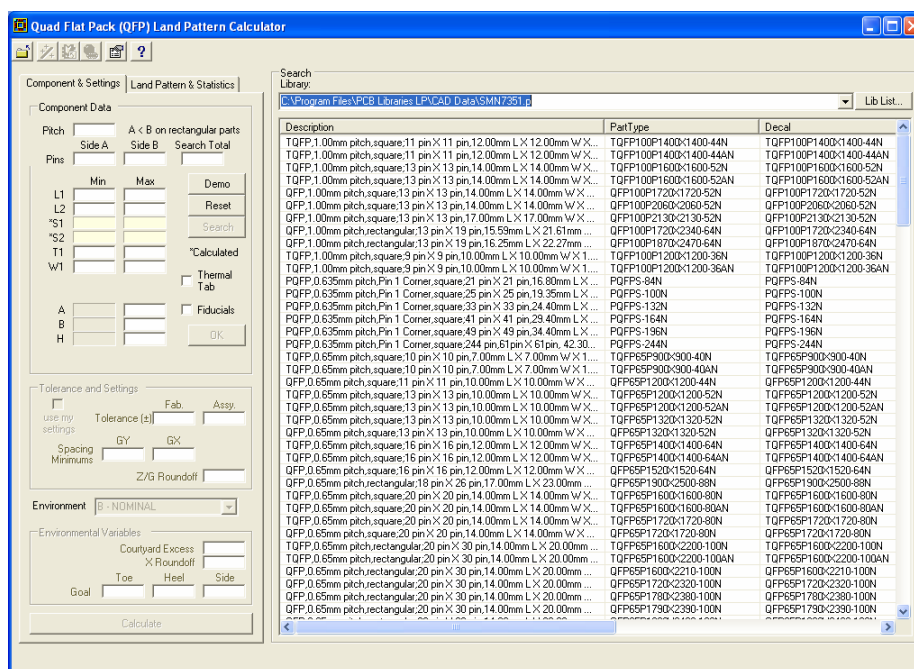 Quad Flat Pack (QFP) Land Pattern Calculator
Component & Settings Land Pattern & Statistics
Component Data
Pitch A < B on rectangular parts
Side A Side B Search Total
Pins
Min Max
Demo
L1
L2
Reset
*S1
Search
*S2
T1
*Calculated
W1
Thermal
Tab
A
Fiducials
B
H
OK
Tolerance and Settings
use my
settings
Fab. Assy.
Tolerance (±)
GY GX
Spacing
Minimums
Z/G Roundoff
Environment B - NOMINAL
Environmental Variables
Courtyard Excess
X Roundoff
Toe Heel Side
Goal
Calculate
Search
Library:
C:\Program Files\PCB Libraries LP\CAD Data\SMN7351.p Lib List...
Description PartType Decal
TQFP,1.00mm pitch,square;11 pin X 11 pin,12.00mm L X 12.00mm W X... TQFP100P1400X1400-44N TQFP100P1400X1400-44N
TQFP,1.00mm pitch,square;11 pin X 11 pin,12.00mm L X 12.00mm W X... TQFP100P1400X1400-44AN TQFP100P1400X1400-44AN
TQFP,1.00mm pitch,square;13 pin X 13 pin,14.00mm L X 14.00mm W X... TQFP100P1600X1600-52N TQFP100P1600X1600-52N
TQFP,1.00mm pitch,square;13 pin X 13 pin,14.00mm L X 14.00mm W X... TQFP100P1600X1600-52AN TQFP100P1600X1600-52AN
QFP,1.00mm pitch,square;13 pin X 13 pin,14.00mm L X 14.00mm W X... QFP100P1720X1720-52N QFP100P1720X1720-52N
QFP,1.00mm pitch,square;13 pin X 13 pin,14.00mm L X 14.00mm W X... QFP100P2060X2060-52N QFP100P2060X2060-52N
QFP,1.00mm pitch,square;13 pin X 13 pin,17.00mm L X 17.00mm W X... QFP100P2130X2130-52N QFP100P2130X2130-52N
QFP,1.00mm pitch,rectangular;13 pin X 19 pin,15.59mm L X 21.61mm ... QFP100P1720X2340-64N QFP100P1720X2340-64N
QFP,1.00mm pitch,rectangular;13 pin X 19 pin,16.25mm L X 22.27mm ... QFP100P1870X2470-64N QFP100P1870X2470-64N
TQFP,1.00mm pitch,square;9 pin X 9 pin,10.00mm L X 10.00mm W X 1.... TQFP100P1200X1200-36N TQFP100P1200X1200-36N
TQFP,1.00mm pitch,square;9 pin X 9 pin,10.00mm L X 10.00mm W X 1.... TQFP100P1200X1200-36AN TQFP100P1200X1200-36AN
PQFP,0.635mm pitch,Pin 1 Corner,square;21 pin X 21 pin,16.80mm L X ... PQFPS-84N PQFPS-84N
PQFP,0.635mm pitch,Pin 1 Corner,square;25 pin X 25 pin,19.35mm L X ... PQFPS-100N PQFPS-100N
PQFP,0.635mm pitch,Pin 1 Corner,square;33 pin X 33 pin,24.40mm L X ... PQFPS-132N PQFPS-132N
PQFP,0.635mm pitch,Pin 1 Corner,square;41 pin X 41 pin,29.40mm L X ... PQFPS-164N PQFPS-164N
PQFP,0.635mm pitch,Pin 1 Corner,square;49 pin X 49 pin,34.40mm L X ... PQFPS-196N PQFPS-196N
PQFP,0.635mm pitch,Pin 1 Corner,square;244 pin,61pin X 61pin, 42.30... PQFPS-244N PQFPS-244N
TQFP,0.65mm pitch,square;10 pin X 10 pin,7.00mm L X 7.00mm W X 1.... TQFP65P900X900-40N TQFP65P900X900-40N
TQFP,0.65mm pitch,square;10 pin X 10 pin,7.00mm L X 7.00mm W X 1.... TQFP65P900X900-40AN TQFP65P900X900-40AN
QFP,0.65mm pitch,square;11 pin X 11 pin,10.00mm L X 10.00mm W X... QFP65P1200X1200-44N QFP65P1200X1200-44N
TQFP,0.65mm pitch,square;13 pin X 13 pin,10.00mm L X 10.00mm W X... TQFP65P1200X1200-52N TQFP65P1200X1200-52N
TQFP,0.65mm pitch,square;13 pin X 13 pin,10.00mm L X 10.00mm W X... TQFP65P1200X1200-52AN TQFP65P1200X1200-52AN
TQFP,0.65mm pitch,square;13 pin X 13 pin,10.00mm L X 10.00mm W X... TQFP65P1320X1320-52N TQFP65P1320X1320-52N
QFP,0.65mm pitch,square;13 pin X 13 pin,10.00mm L X 10.00mm W X... QFP65P1320X1320-52N QFP65P1320X1320-52N
TQFP,0.65mm pitch,square;16 pin X 16 pin,12.00mm L X 12.00mm W X... TQFP65P1400X1400-64N TQFP65P1400X1400-64N
TQFP,0.65mm pitch,square;16 pin X 16 pin,12.00mm L X 12.00mm W X... TQFP65P1400X1400-64AN TQFP65P1400X1400-64AN
QFP,0.65mm pitch,square;16 pin X 16 pin,12.00mm L X 12.00mm W X... QFP65P1520X1520-64N QFP65P1520X1520-64N
QFP,0.65mm pitch,rectangular;18 pin X 26 pin,17.00mm L X 23.00mm ... QFP65P1900X2500-88N QFP65P1900X2500-88N
TQFP,0.65mm pitch,square;20 pin X 20 pin,14.00mm L X 14.00mm W X... TQFP65P1600X1600-80N TQFP65P1600X1600-80N
TQFP,0.65mm pitch,square;20 pin X 20 pin,14.00mm L X 14.00mm W X... TQFP65P1600X1600-80AN TQFP65P1600X1600-80AN
TQFP,0.65mm pitch,square;20 pin X 20 pin,14.00mm L X 14.00mm W X... TQFP65P1720X1720-80N TQFP65P1720X1720-80N
QFP,0.65mm pitch,square;20 pin X 20 pin,14.00mm L X 14.00mm W X... QFP65P1720X1720-80N QFP65P1720X1720-80N
TQFP,0.65mm pitch,rectangular;20 pin X 30 pin,14.00mm L X 20.00mm ... TQFP65P1600X2200-100N TQFP65P1600X2200-100N
TQFP,0.65mm pitch,rectangular;20 pin X 30 pin,14.00mm L X 20.00mm ... TQFP65P1600X2200-100AN TQFP65P1600X2200-100AN
QFP,0.65mm pitch,rectangular;20 pin X 30 pin,14.00mm L X 20.00mm ... QFP65P1600X2210-100N QFP65P1600X2210-100N
QFP,0.65mm pitch,rectangular;20 pin X 30 pin,14.00mm L X 20.00mm ... QFP65P1720X2320-100N QFP65P1720X2320-100N
QFP,0.65mm pitch,rectangular;20 pin X 30 pin,14.00mm L X 20.00mm ... QFP65P1780X2380-100N QFP65P1780X2380-100N
QFP,0.65mm pitch,rectangular;20 pin X 30 pin,14.00mm L X 20.00mm ... QFP65P1790X2390-100N QFP65P1790X2390-100N